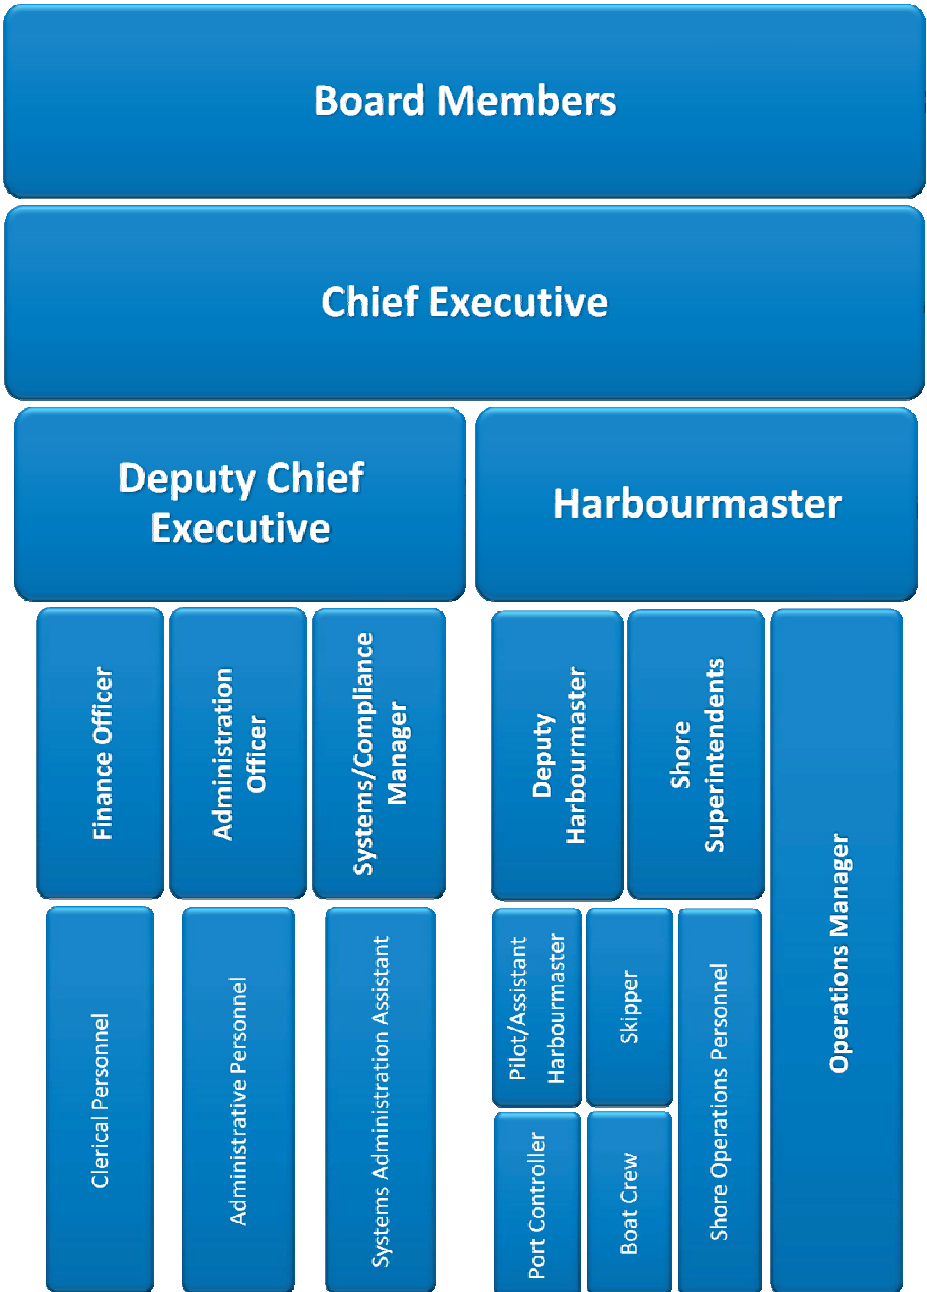 Board Members
Chief Executive
Deputy Chief
Executive
Harbourmaster
Finance Officer
Administration
Officer
Systems/Compliance
Manager
Deputy
Harbourmaster
Shore
Superintendents
Operations Manager
Clerical Personnel
Administrative Personnel
Systems Administration Assistant
Pilot/Assistant
Harbourmaster
Skipper
Shore Operations Personnel
Port Controller
Boat Crew